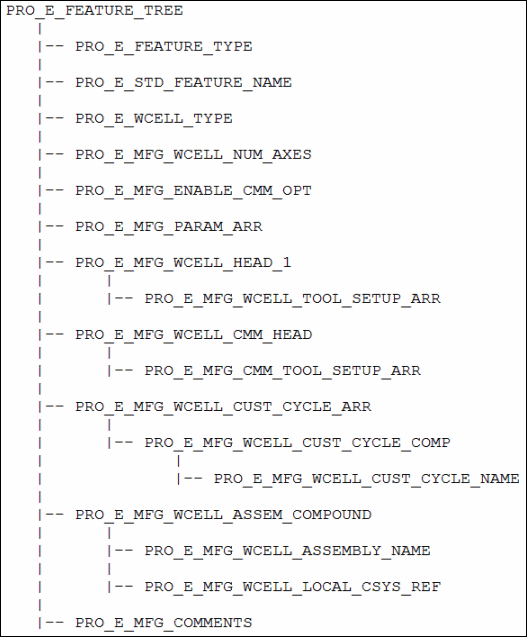 PRO_E_FEATURE_TREE
|-- PRO_E_FEATURE_TYPE
|-- PRO_E_STD_FEATURE_NAME
|-- PRO_E_WCELL_TYPE
|-- PRO_E_MFG_WCELL_NUM_AXES
|-- PRO_E_MFG_ENABLE_CMM_OPT
|-- PRO_E_MFG_PARAM_ARR
|-- PRO_E_MFG_WCELL_HEAD_1
|-- PRO_E_MFG_WCELL_TOOL_SETUP_ARR
|-- PRO_E_MFG_WCELL_CMM_HEAD
|-- PRO_E_MFG_CMM_TOOL_SETUP_ARR
|-- PRO_E_MFG_WCELL_CUST_CYCLE_ARR
|-- PRO_E_MFG_WCELL_CUST_CYCLE_COMP
|-- PRO_E_MFG_WCELL_CUST_CYCLE_NAME
|-- PRO_E_MFG_WCELL_ASSEM_COMPOUND
|-- PRO_E_MFG_WCELL_ASSEMBLY_NAME
|-- PRO_E_MFG_WCELL_LOCAL_CSYS_REF
|-- PRO_E_MFG_COMMENTS